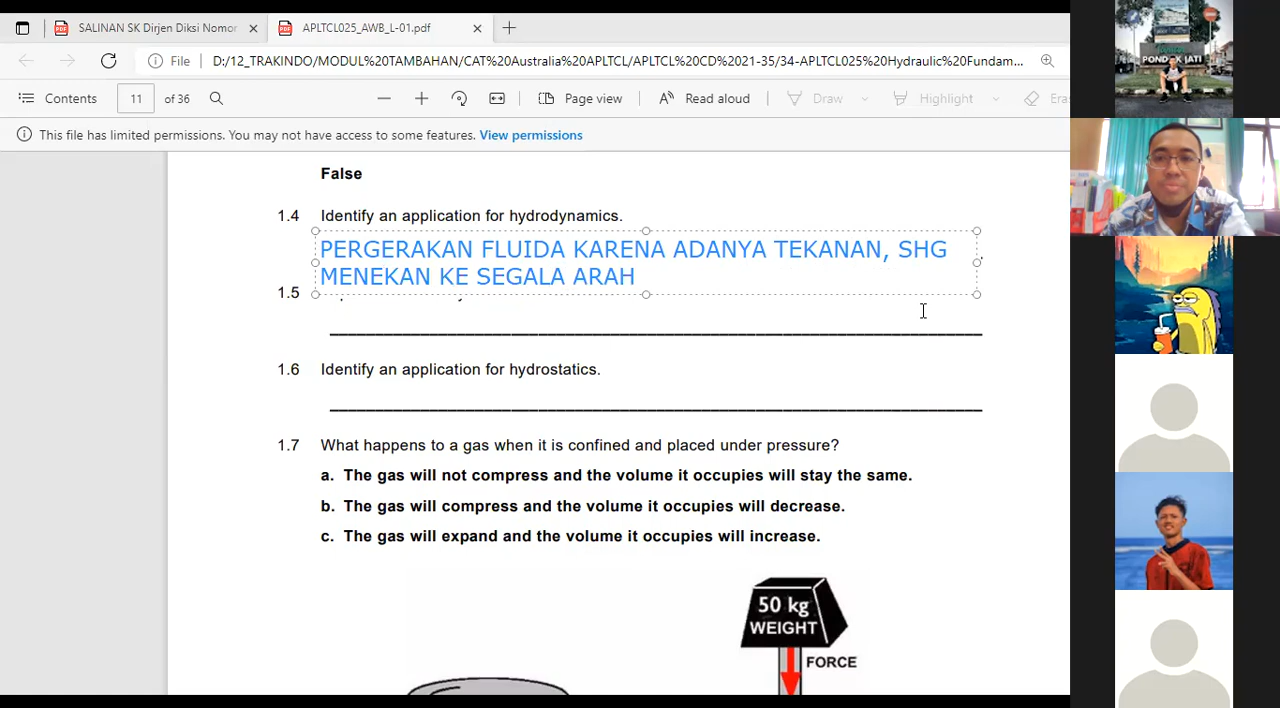 SALINAN SK Dirjen Diksi Nomor
APLTCL025_AWB_L-01.pdf
File
D:/12_TRAKINDO/MODUL%20TAMBAHAN/CAT%20Australia%20APLTCL/APLTCL%20CD%2021-35/34-APLTCL025%20Hydraulic%20Fundam...
Contents
11
of 36
Page view
Read aloud
Draw
Highlight
Eras
This file has limited permissions. You may not have access to some features. View permissions
False
1.4 Identify an application for hydrodynamics.
PERGERAKAN FLUIDA KARENA ADANYA TEKANAN, SHG
MENEKAN KE SEGALA ARAH
1.5
1.6 Identify an application for hydrostatics.
1.7 What happens to a gas when it is confined and placed under pressure?
a. The gas will not compress and the volume it occupies will stay the same.
b. The gas will compress and the volume it occupies will decrease.
c. The gas will expand and the volume it occupies will increase.
50 kg
WEIGHT
FORCE
PONDOK JATI